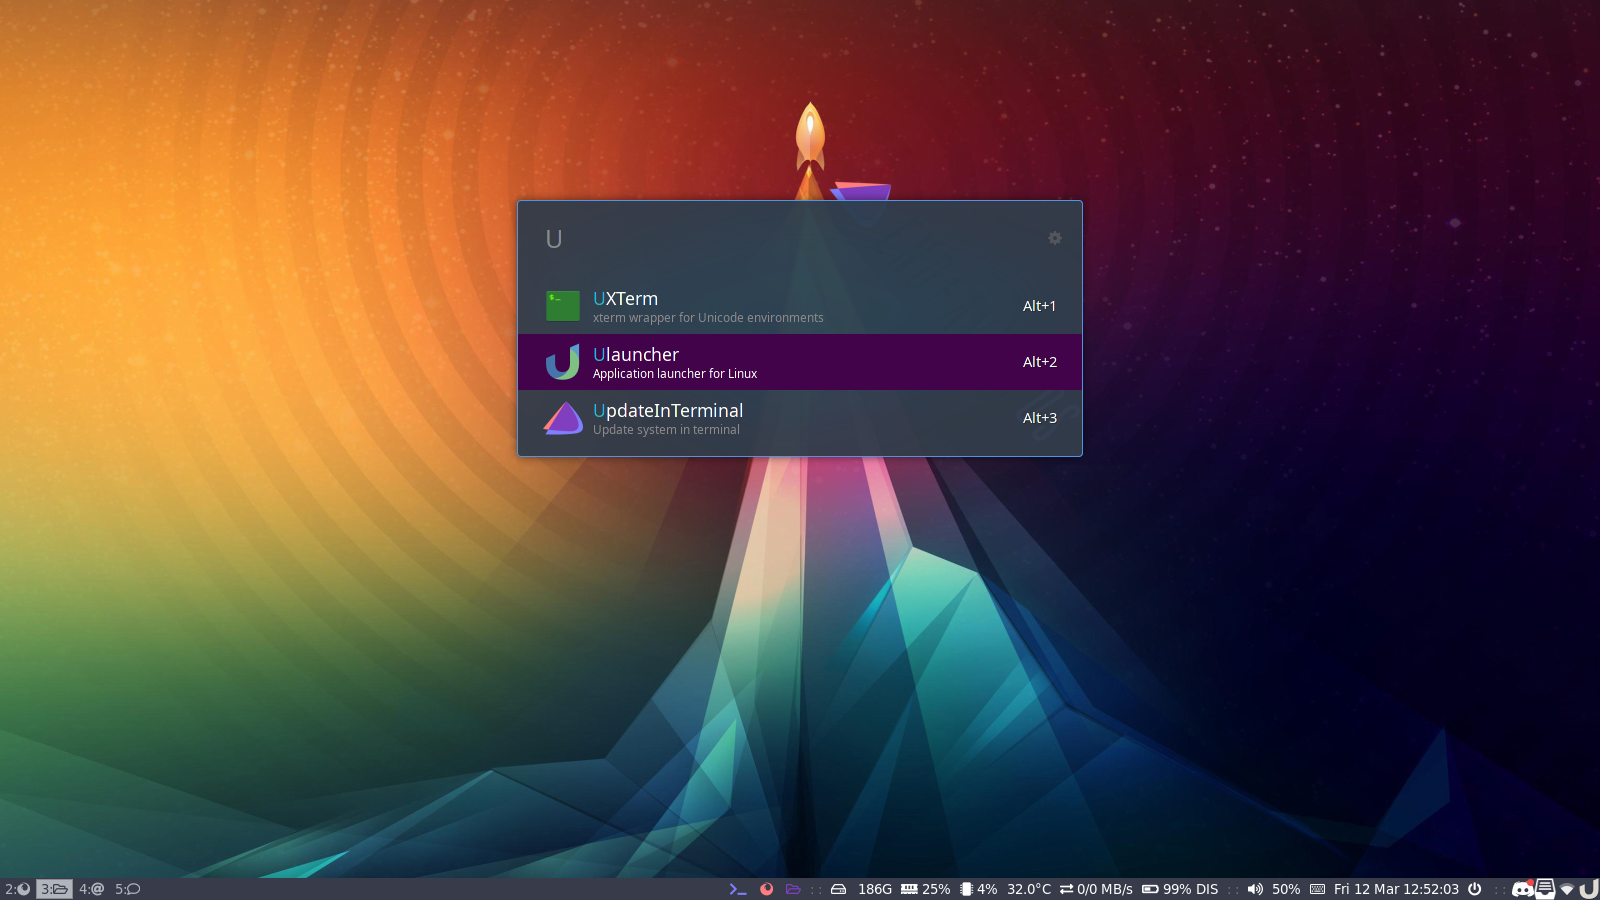 U
UXTerm
xterm wrapper for Unicode environments
Alt+1
Ulauncher
Application launcher for Linux
Alt+2
UpdateInTerminal
Update system in terminal
Alt+3
2: 3: 4:@ 5: 186G 25% 4% 32.0°C 0/0 MB/s 99% DIS :: 50% Fri 12 Mar 12:52:03